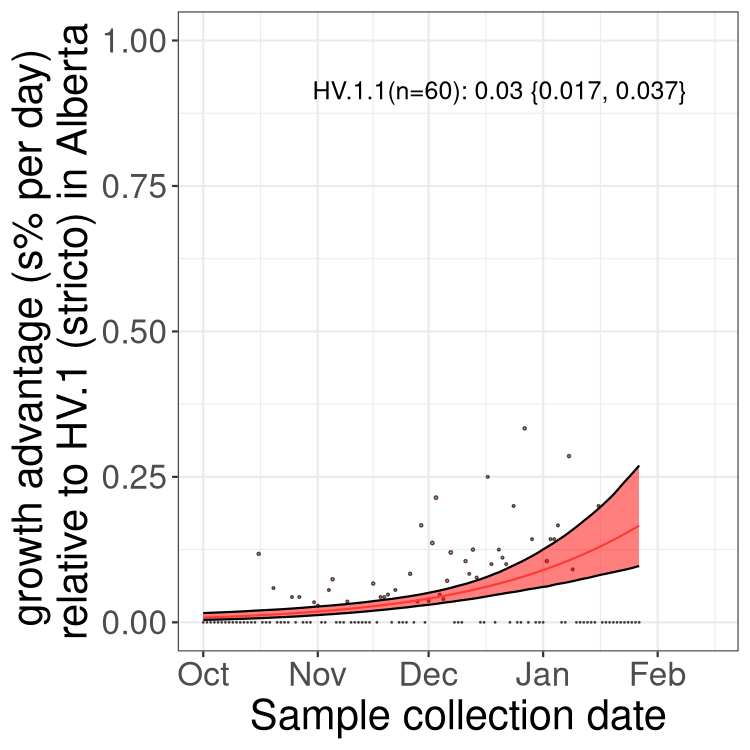 growth advantage (s% per day)
relative to HV.1 (stricto) in Alberta
1.00
0.75
0.50
0.25
0.00
HV.1.1(n=60): 0.03 {0.017, 0.037}
Oct Nov Dec Jan Feb
Sample collection date